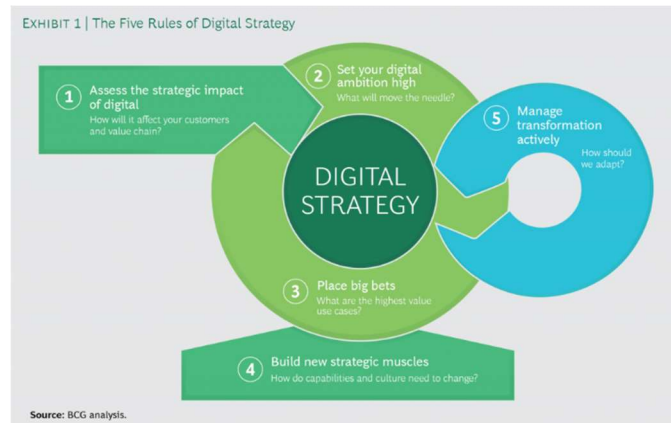 EXHIBIT 1 | The Five Rules of Digital Strategy
1
Assess the strategic impact
of digital
How will it affect your customers
and value chain?
2
Set your digital
ambition high
What will move the needle?
5
Manage
transformation
actively
How should
we adapt?
DIGITAL
STRATEGY
3
Place big bets
What are the highest value
use cases?
4
Build new strategic muscles
How do capabilities and culture need to change?
Source: BCG analysis.